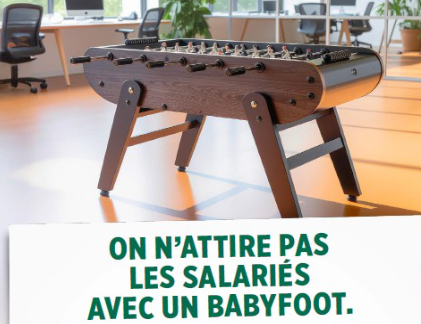 ON N'ATTIRE PAS
LES SALARIÉS
AVEC UN BABYFOOT.